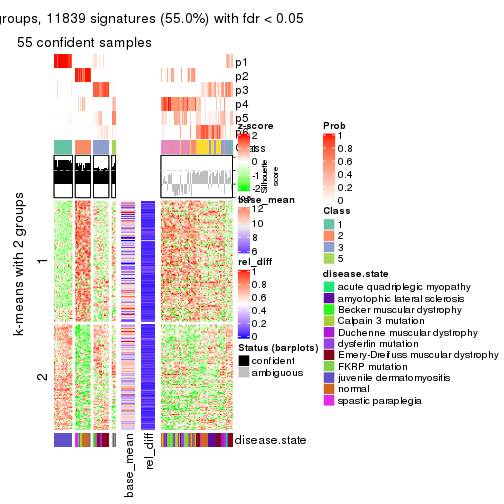 groups, 11839 signatures (55.0%) with fdr < 0.05
55 confident samples
p1
p2
p3
p4
p5
z-score
2
1
0
-1
-2
Silhouette score
base_mean
12
10
8
6
rel_diff
1
0.8
0.6
0.4
0.2
0
Status (barplots)
confident
ambiguous
k-means with 2 groups
1
2
base_mean
rel_diff
disease.state
Prob
1
0.8
0.6
0.4
0.2
0
Class
1
2
3
5
disease.state
acute quadriplegic myopathy
amyotophic lateral sclerosis
Becker muscular dystrophy
Calpain 3 mutation
Duchenne muscular dystrophy
dysferlin mutation
Emery-Dreifuss muscular dystrophy
FKRP mutation
juvenile dermatomyositis
normal
spastic paraplegia